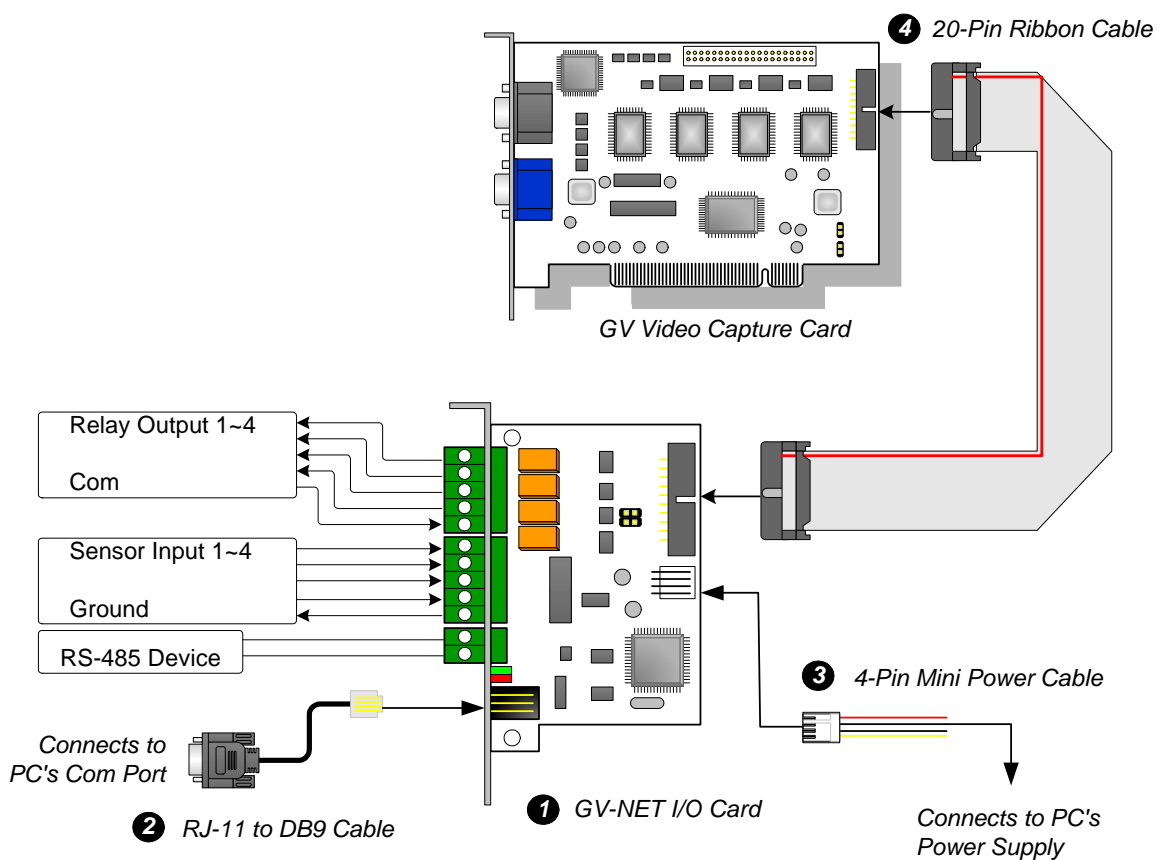 4 20-Pin Ribbon Cable
GV Video Capture Card
Relay Output 1~4
Com
Sensor Input 1~4
Ground
RS-485 Device
3 4-Pin Mini Power Cable
Connects to
PC's Com Port
2 RJ-11 to DB9 Cable
1 GV-NET I/O Card
Connects to PC's
Power Supply